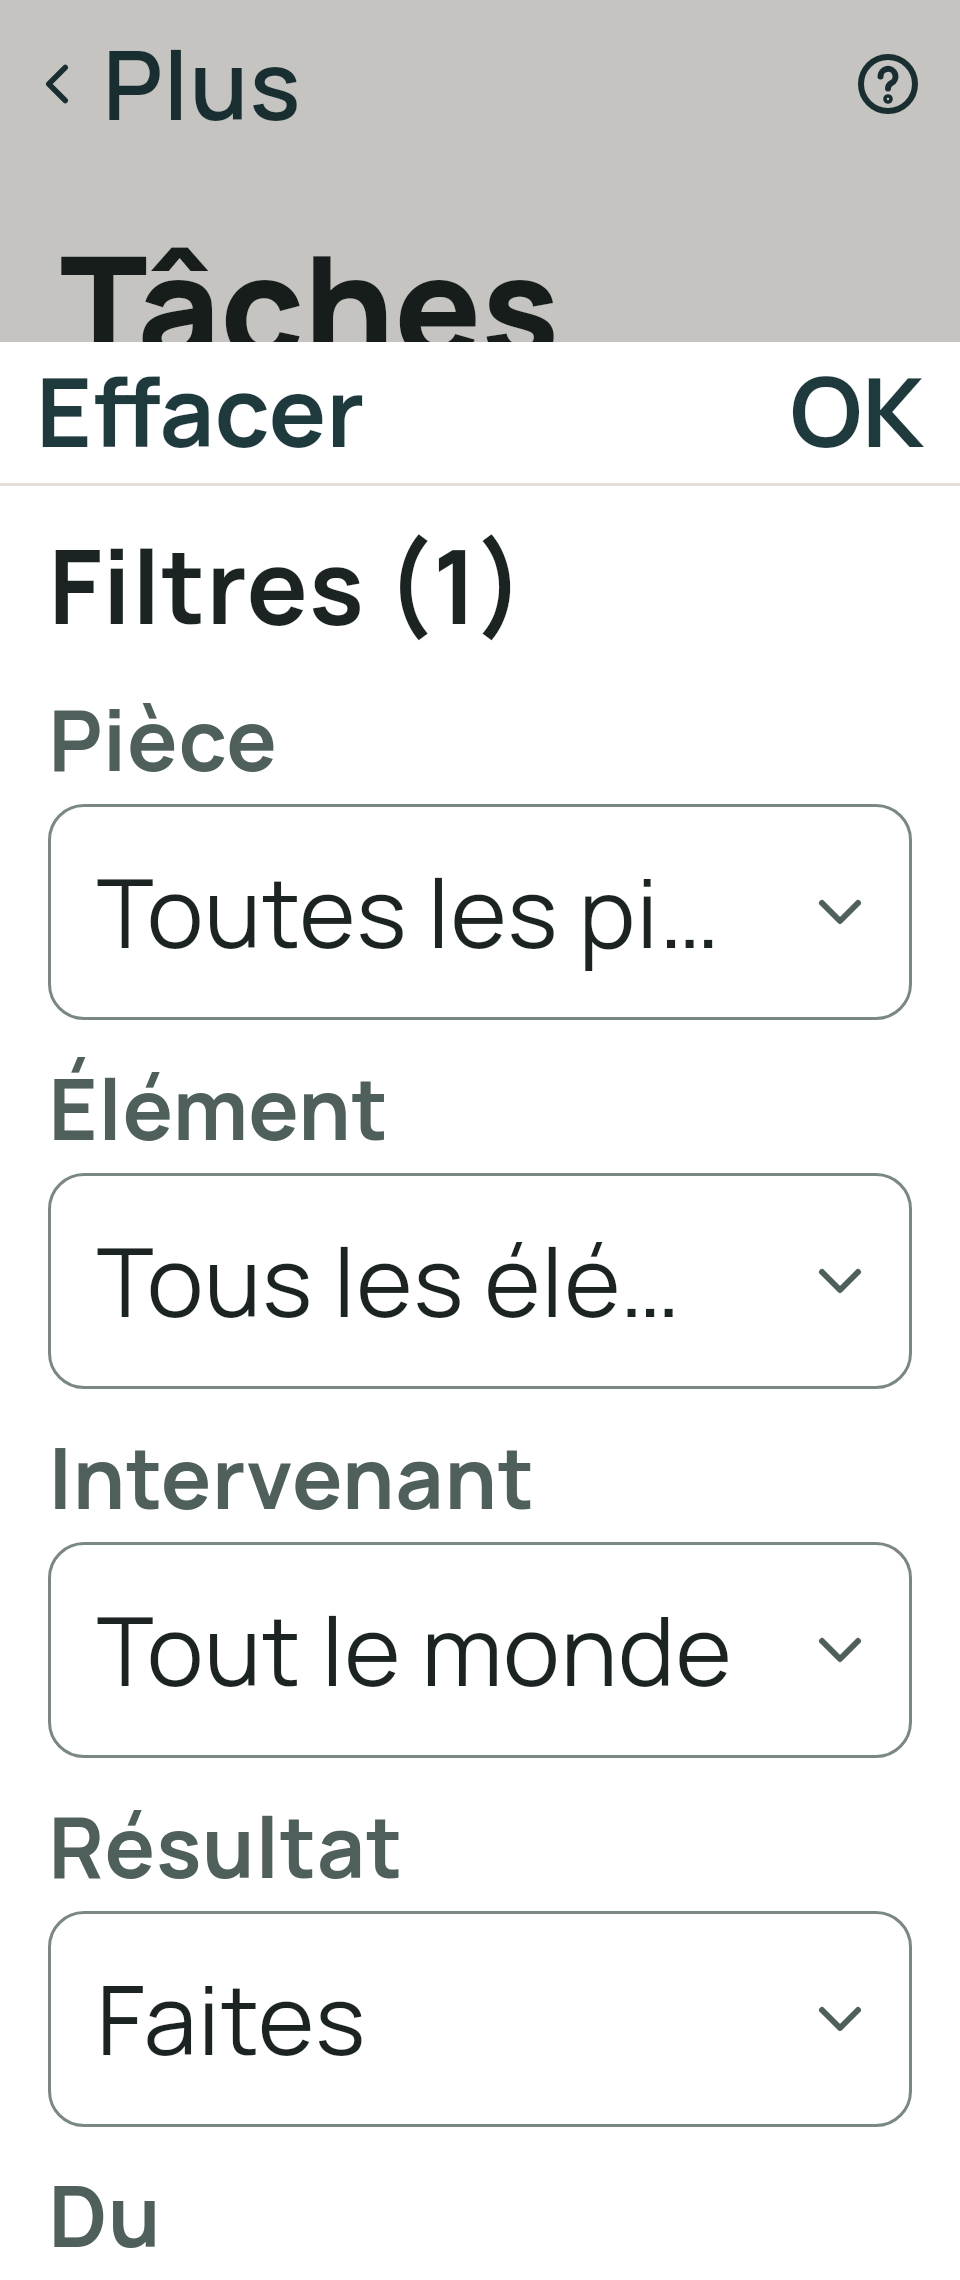 Plus
Tâches
Effacer
OK
Filtres (1)
Pièce
Toutes les pi...
Élément
Tous les élé...
Intervenant
Tout le monde
Résultat
Faites
Du